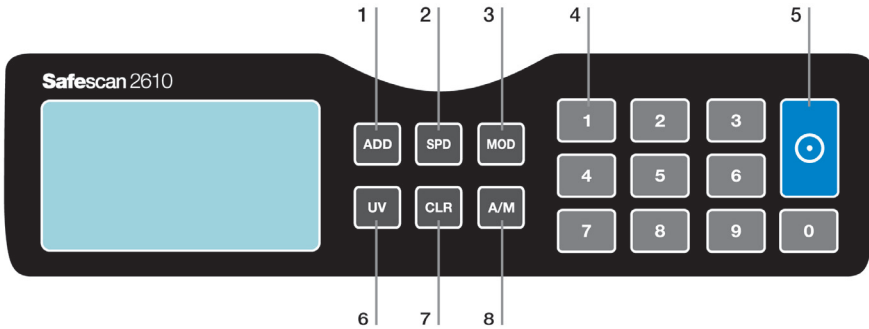 1 2 3 4 5
Safescan 2610
ADD SPD MOD 1 2 3
4 5 6
UV CLR A/M
7 8 9 0
6 7 8